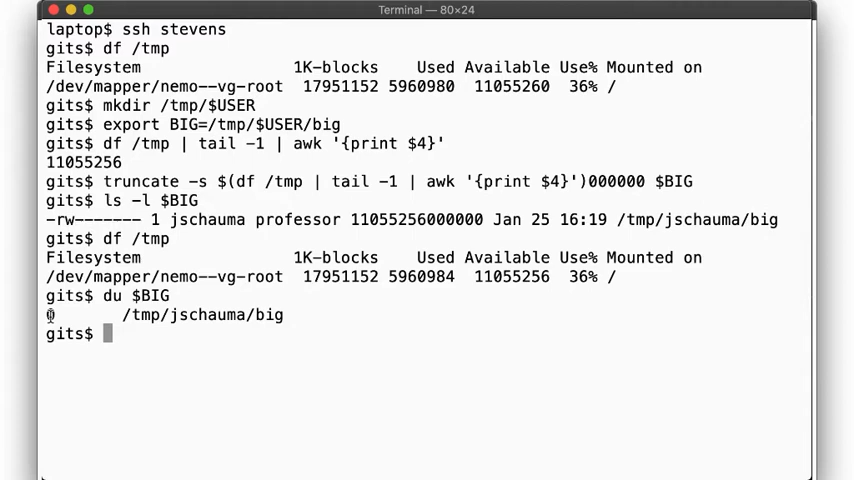 Terminal — 80×24
laptop$ ssh stevens
gits$ df /tmp
Filesystem                1K-blocks    Used Available Use% Mounted on
/dev/mapper/nemo--vg-root  17951152 5960980  11055260  36% /
gits$ mkdir /tmp/$USER
gits$ export BIG=/tmp/$USER/big
gits$ df /tmp | tail -1 | awk '{print $4}'
11055256
gits$ truncate -s $(df /tmp | tail -1 | awk '{print $4}')000000 $BIG
gits$ ls -l $BIG
-rw------- 1 jschauma professor 11055256000000 Jan 25 16:19 /tmp/jschauma/big
gits$ df /tmp
Filesystem                1K-blocks    Used Available Use% Mounted on
/dev/mapper/nemo--vg-root  17951152 5960984  11055256  36% /
gits$ du $BIG
0       /tmp/jschauma/big
gits$